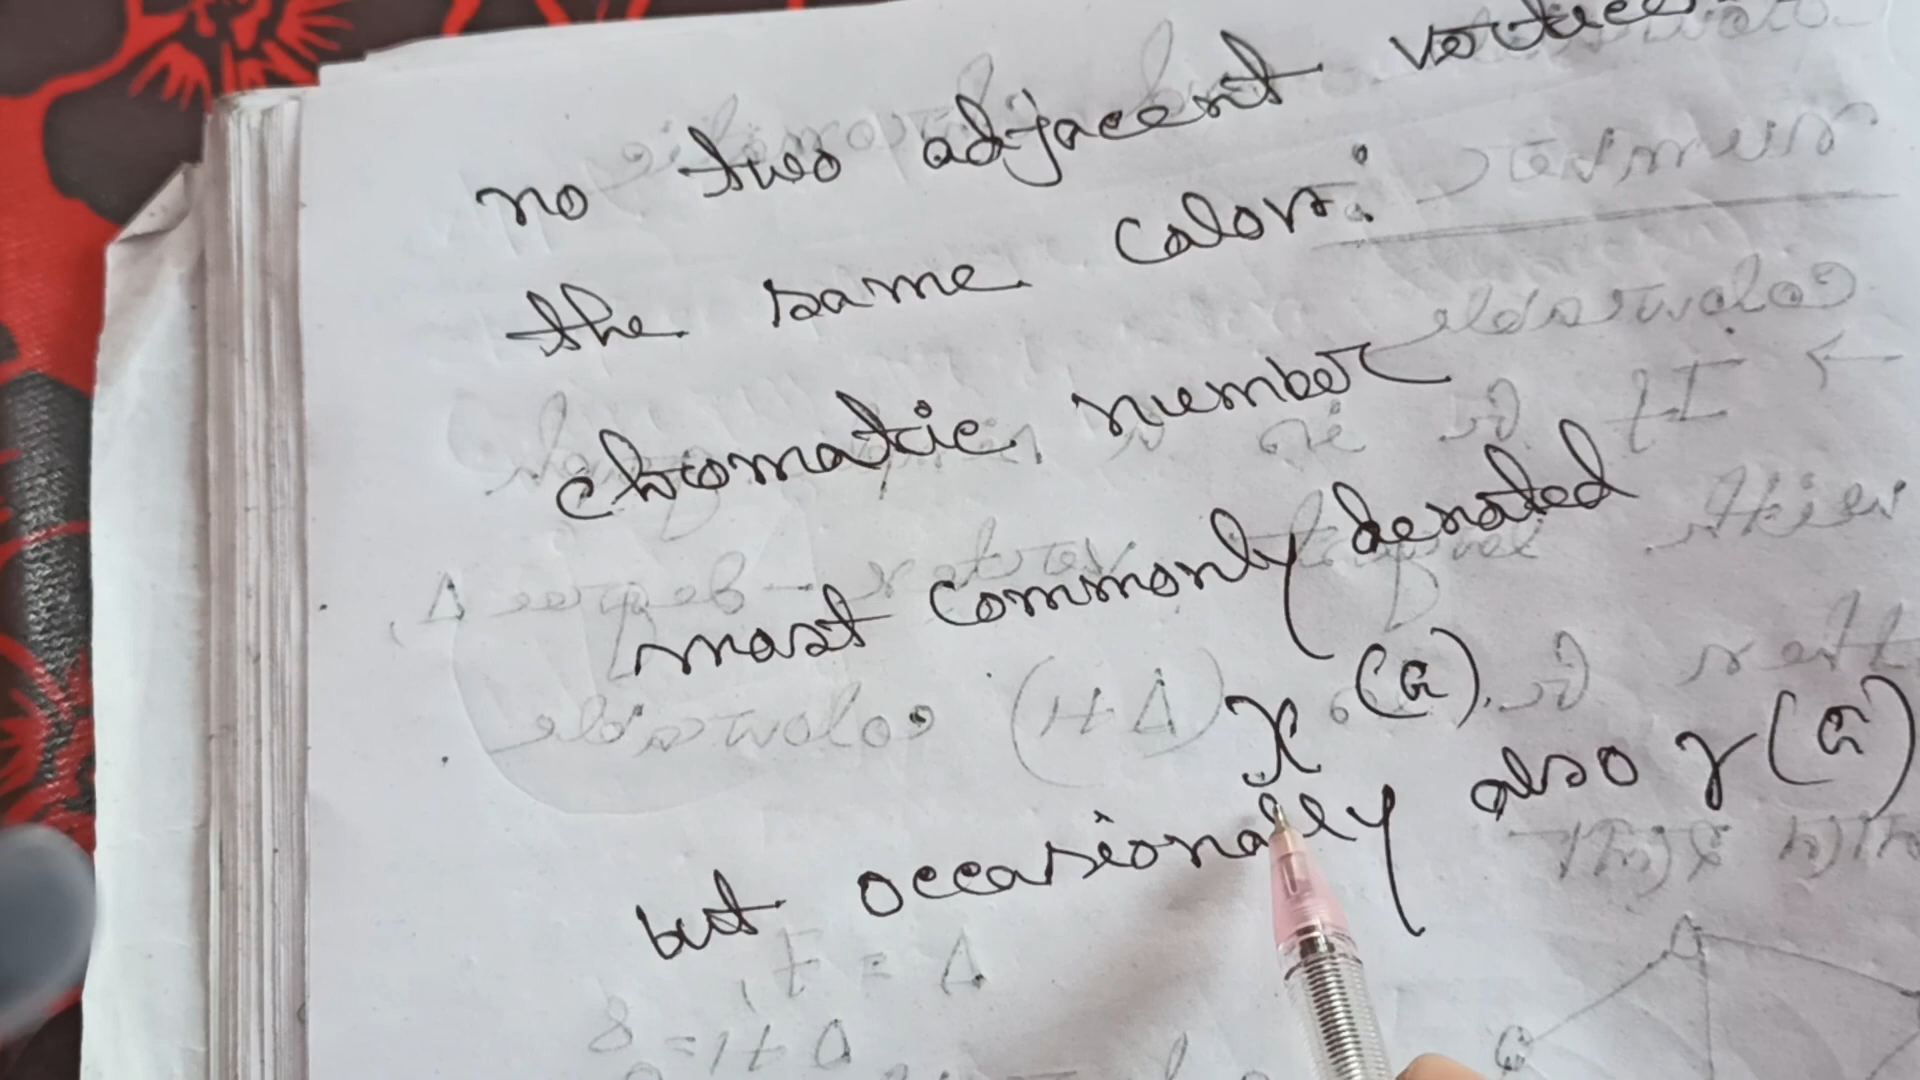 no two adjacent vertices
the same color.
chromatic number
most commonly denoted
χ(G).
but occasionally also γ(G)